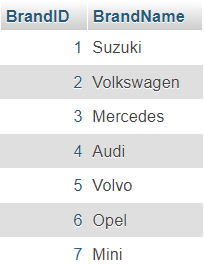 BrandID BrandName
1 Suzuki
2 Volkswagen
3 Mercedes
4 Audi
5 Volvo
6 Opel
7 Mini